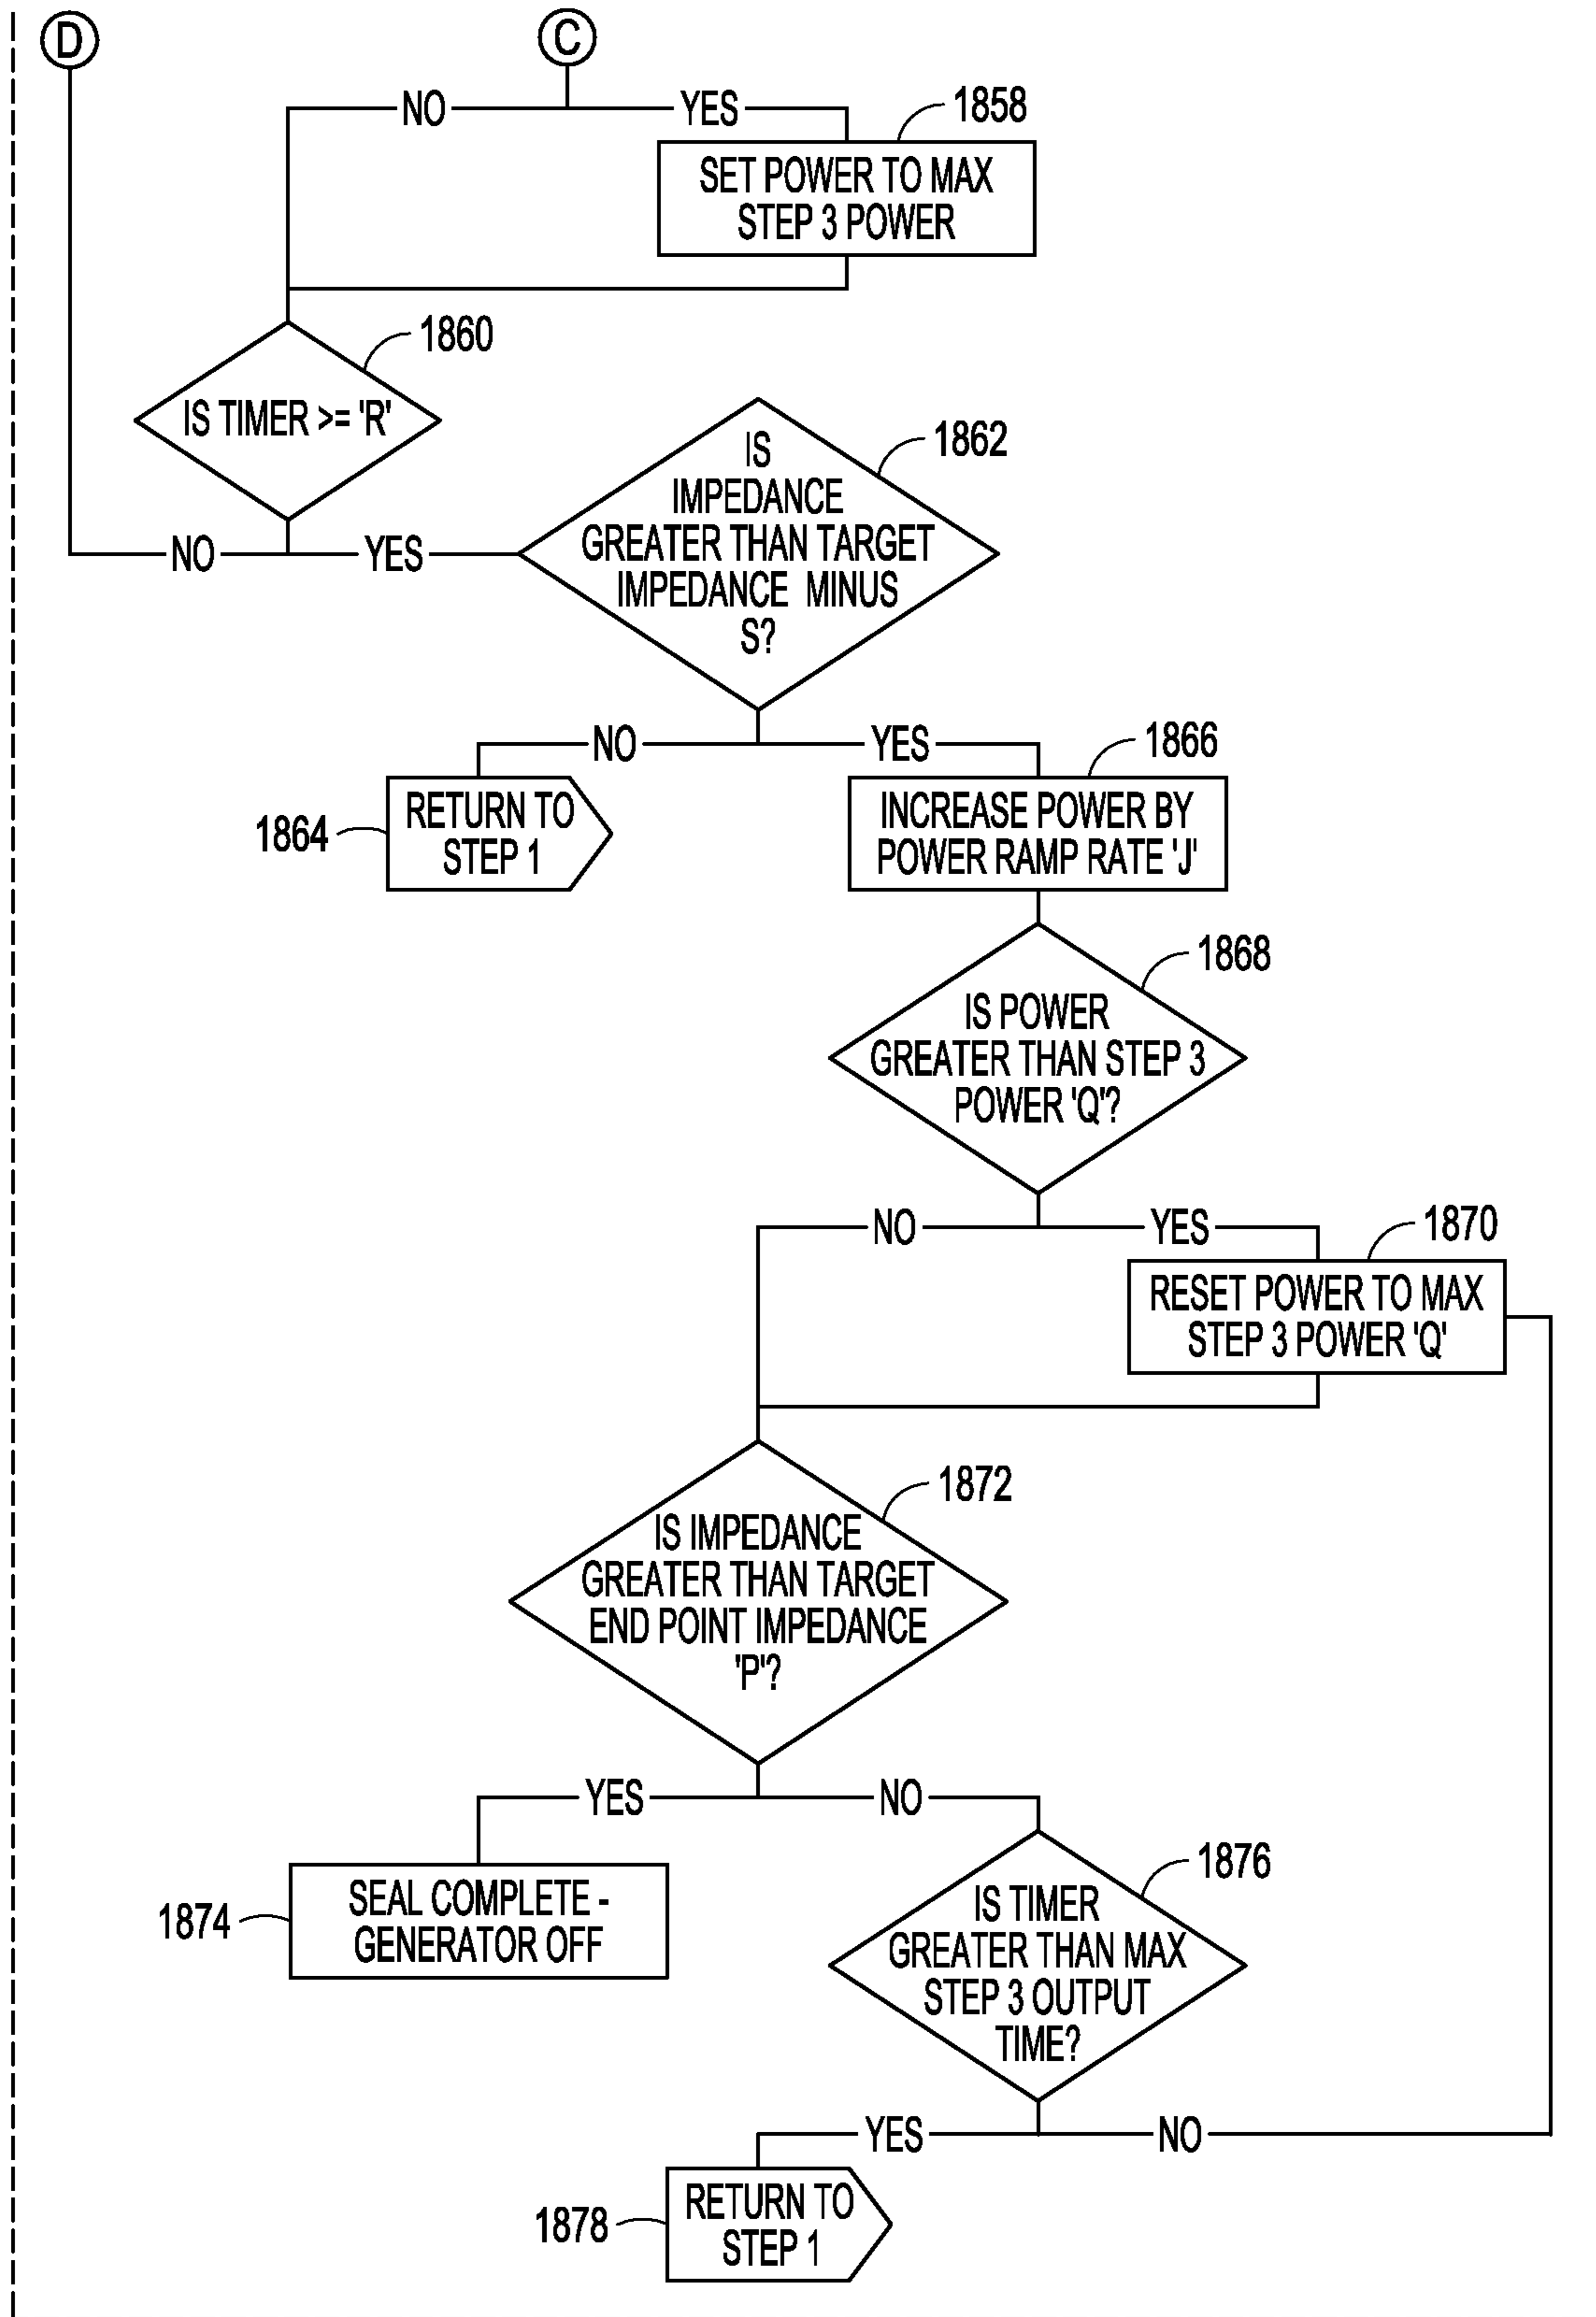 D
C
NO
YES
1858
SET POWER TO MAX
STEP 3 POWER
1860
IS TIMER >= 'R'
1862
IS
IMPEDANCE
GREATER THAN TARGET
IMPEDANCE MINUS
S?
NO
YES
NO
YES
1866
1864
RETURN TO
STEP 1
INCREASE POWER BY
POWER RAMP RATE 'J'
1868
IS POWER
GREATER THAN STEP 3
POWER 'Q'?
NO
YES
1870
RESET POWER TO MAX
STEP 3 POWER 'Q'
1872
IS IMPEDANCE
GREATER THAN TARGET
END POINT IMPEDANCE
'P'?
YES
NO
1874
SEAL COMPLETE -
GENERATOR OFF
1876
IS TIMER
GREATER THAN MAX
STEP 3 OUTPUT
TIME?
YES
NO
1878
RETURN TO
STEP 1